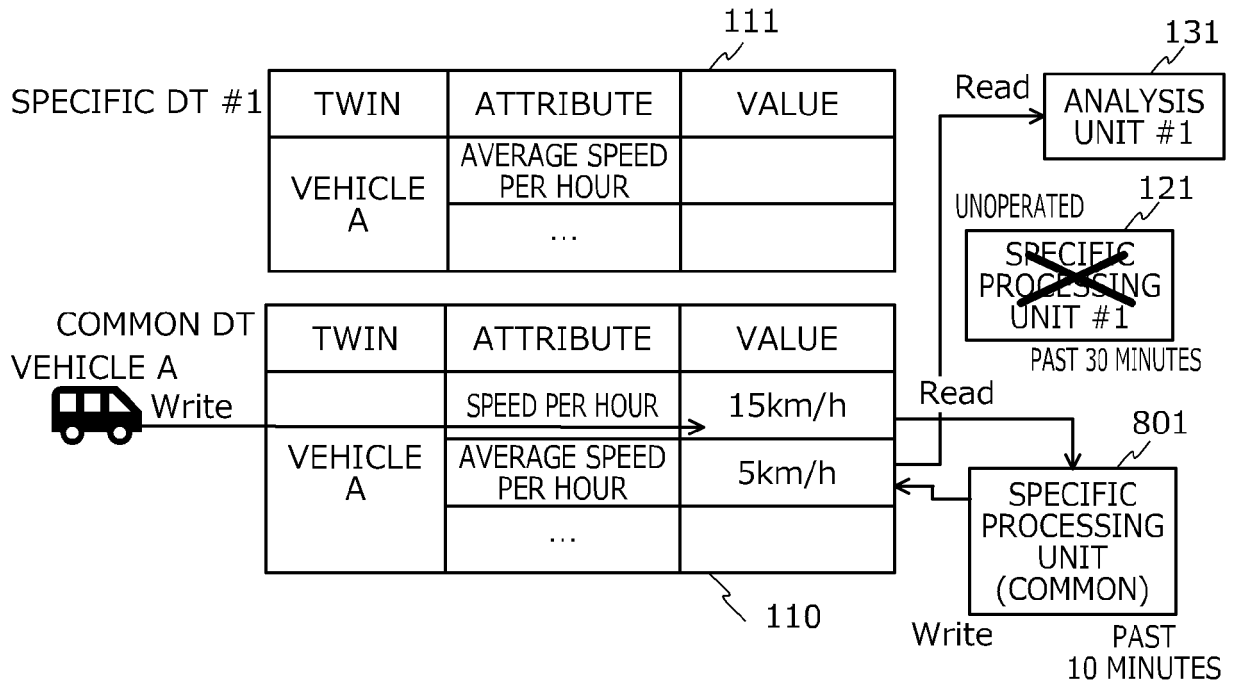 111
131
SPECIFIC DT #1
TWIN
ATTRIBUTE
VALUE
Read
ANALYSIS
UNIT #1
VEHICLE
A
AVERAGE SPEED
PER HOUR
...
UNOPERATED
121
SPECIFIC
PROCESSING
UNIT #1
PAST 30 MINUTES
COMMON DT
TWIN
ATTRIBUTE
VALUE
VEHICLE A
Write
SPEED PER HOUR
15km/h
Read
VEHICLE
A
AVERAGE SPEED
PER HOUR
5km/h
...
801
SPECIFIC
PROCESSING
UNIT
(COMMON)
110
Write
PAST
10 MINUTES